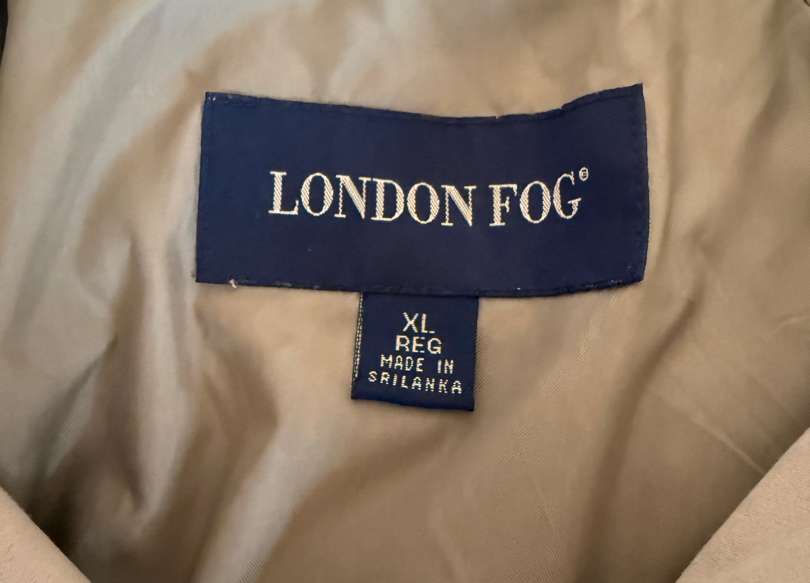 LONDON FOG®
XL
REG
MADE IN
SRILANKA